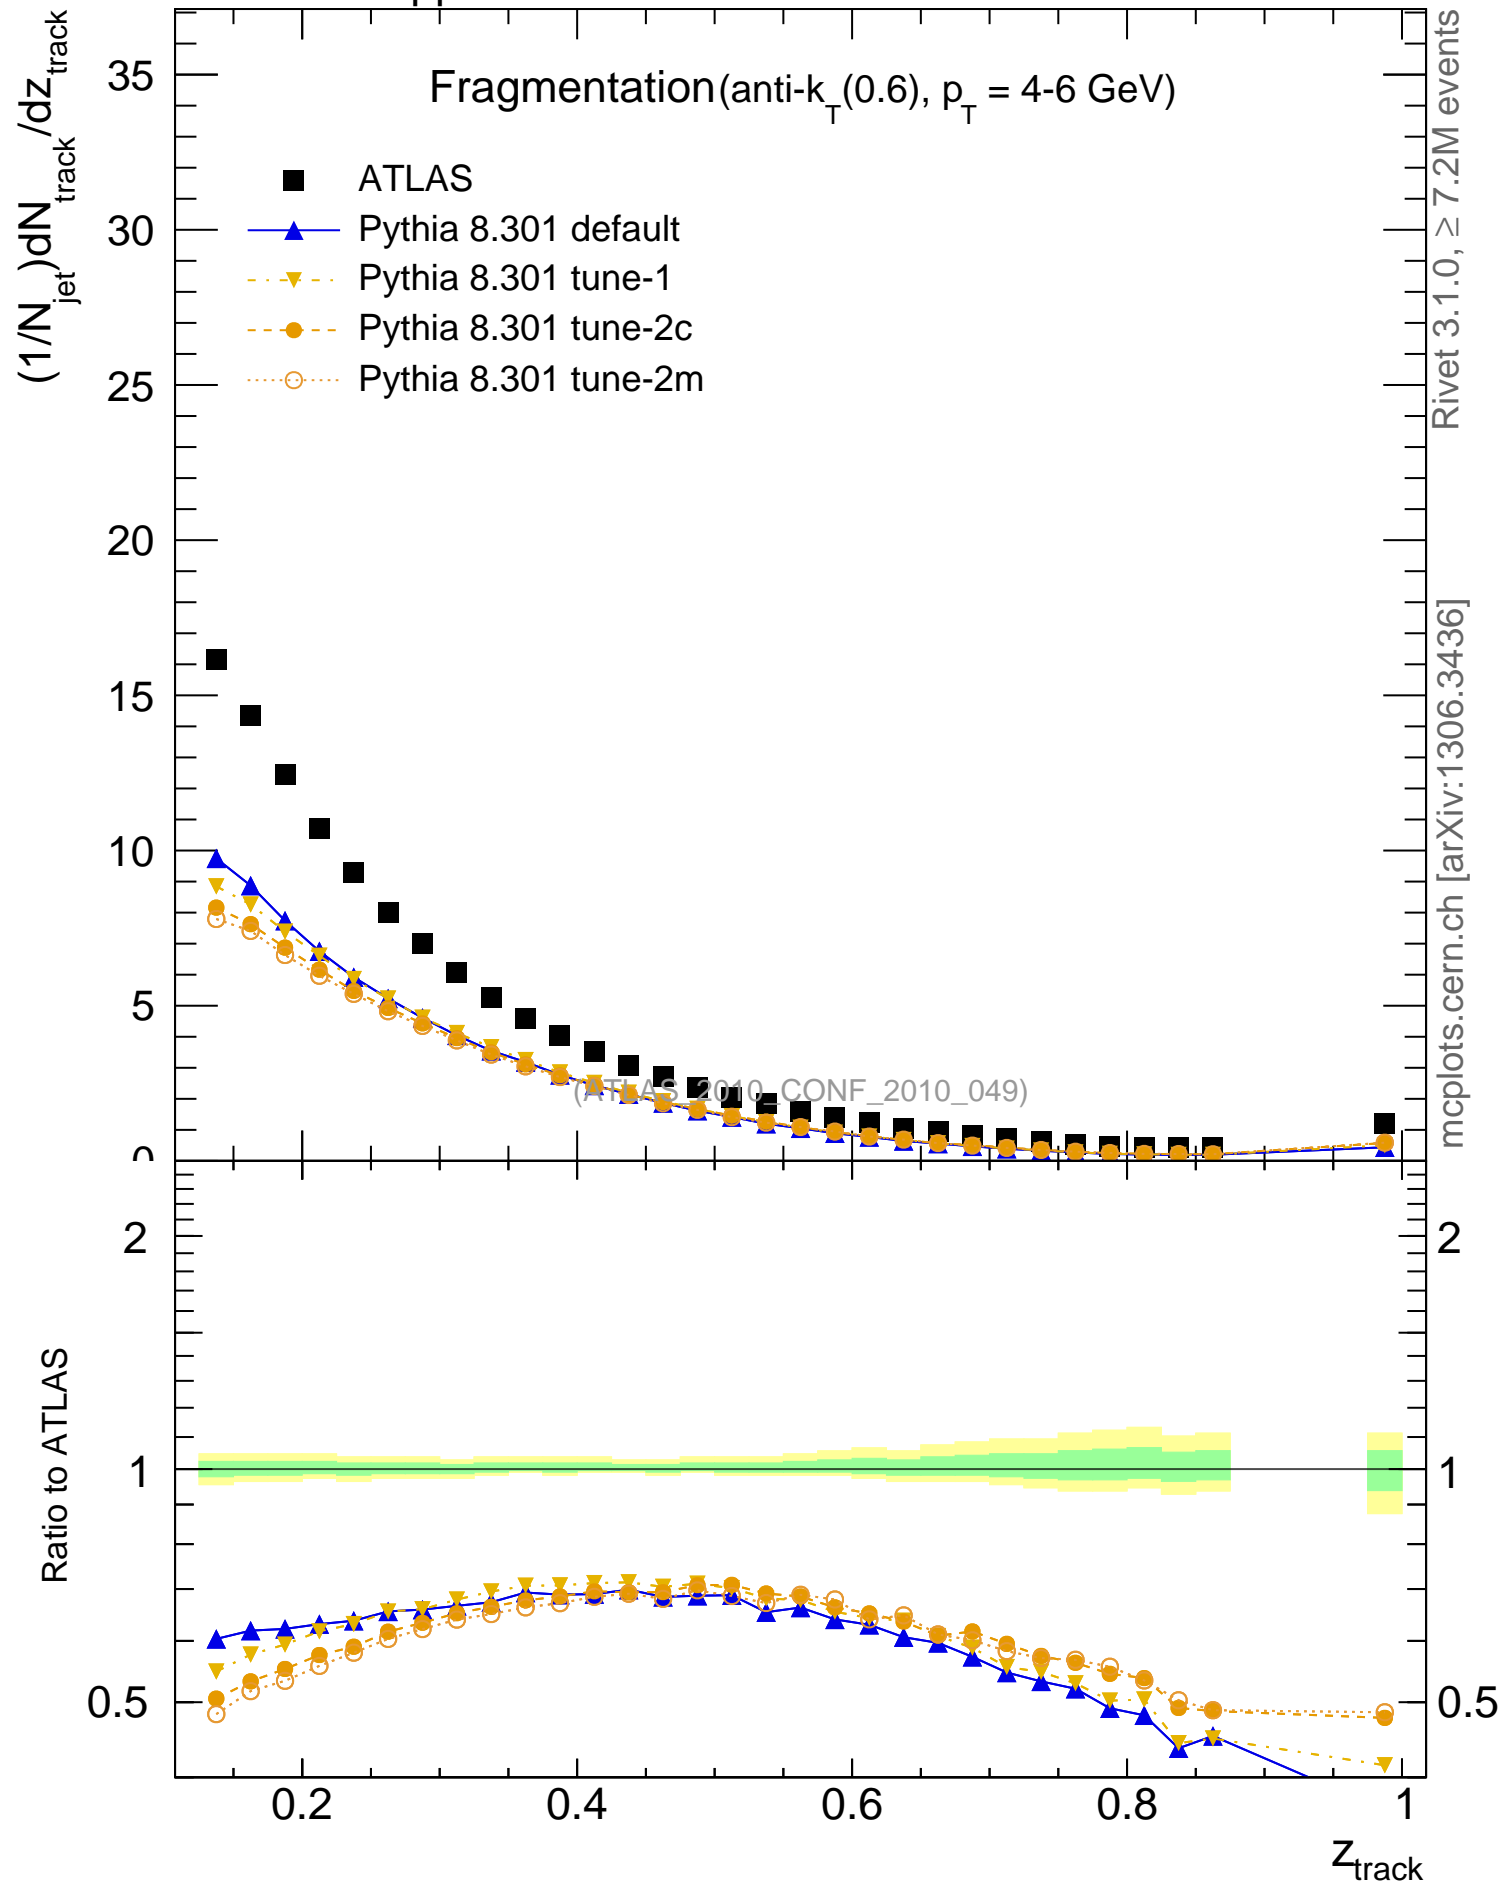 Fragmentation (anti-k_T(0.6), p_T = 4-6 GeV)
(1/N_jet)dN_track/dz_track
ATLAS
Pythia 8.301 default
Pythia 8.301 tune-1
Pythia 8.301 tune-2c
Pythia 8.301 tune-2m
35
30
25
20
15
10
5
0
(ATLAS_2010_CONF_2010_049)
Rivet 3.1.0, ≥ 7.2M events
mcplots.cern.ch [arXiv:1306.3436]
Ratio to ATLAS
2
1
0.5
2
1
0.5
0.2
0.4
0.6
0.8
1
z_track